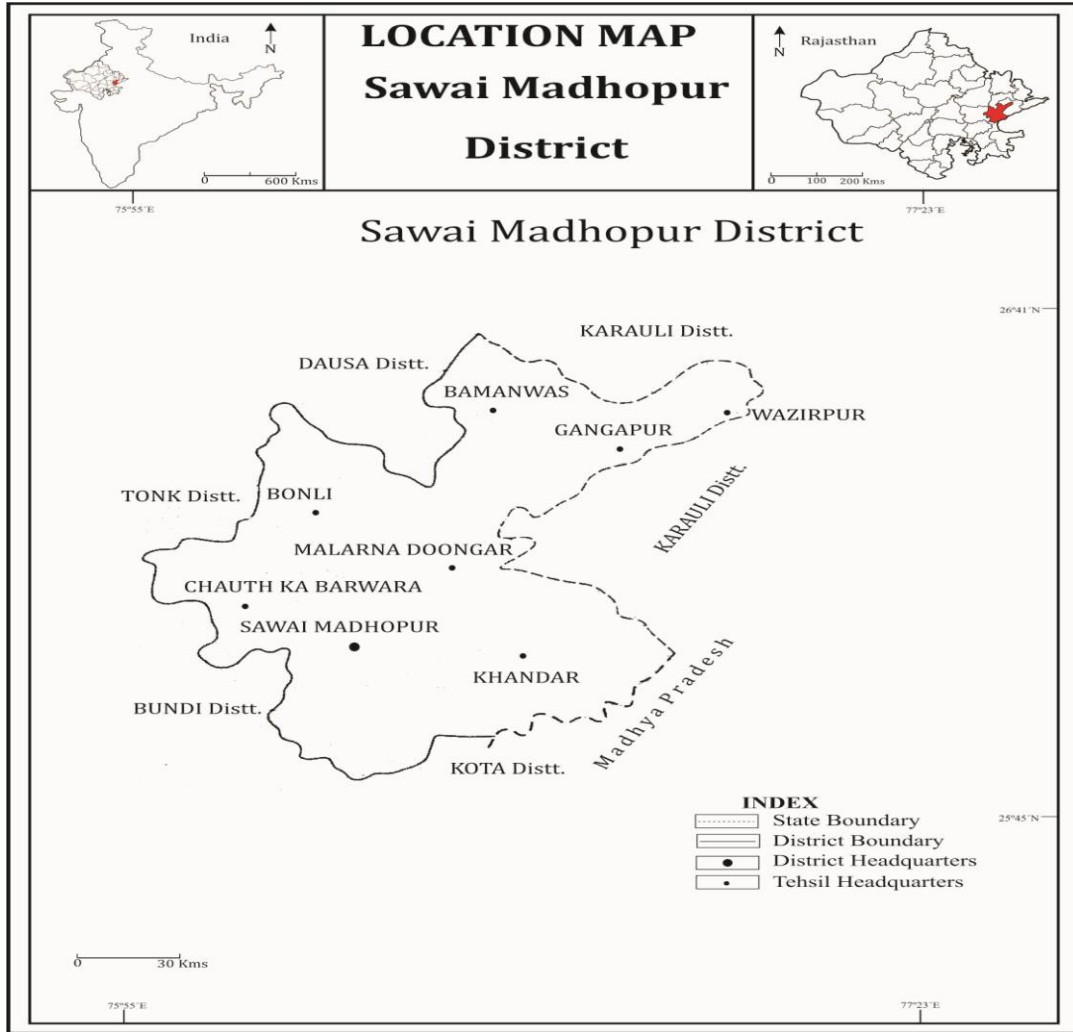 India
N
0 600 Kms
LOCATION MAP
Sawai Madhopur
District
N
Rajasthan
0 100 200 Kms
75°55´E
77°23´E
Sawai Madhopur District
26°41´N
KARAULI Distt.
DAUSA Distt.
BAMANWAS
WAZIRPUR
GANGAPUR
KARAULI Distt.
TONK Distt.
BONLI
MALARNA DOONGAR
CHAUTH KA BARWARA
SAWAI MADHOPUR
KHANDAR
BUNDI Distt.
Madhya Pradesh
KOTA Distt.
INDEX
State Boundary
District Boundary
District Headquarters
Tehsil Headquarters
25°45´N
0 30 Kms
75°55´E
77°23´E